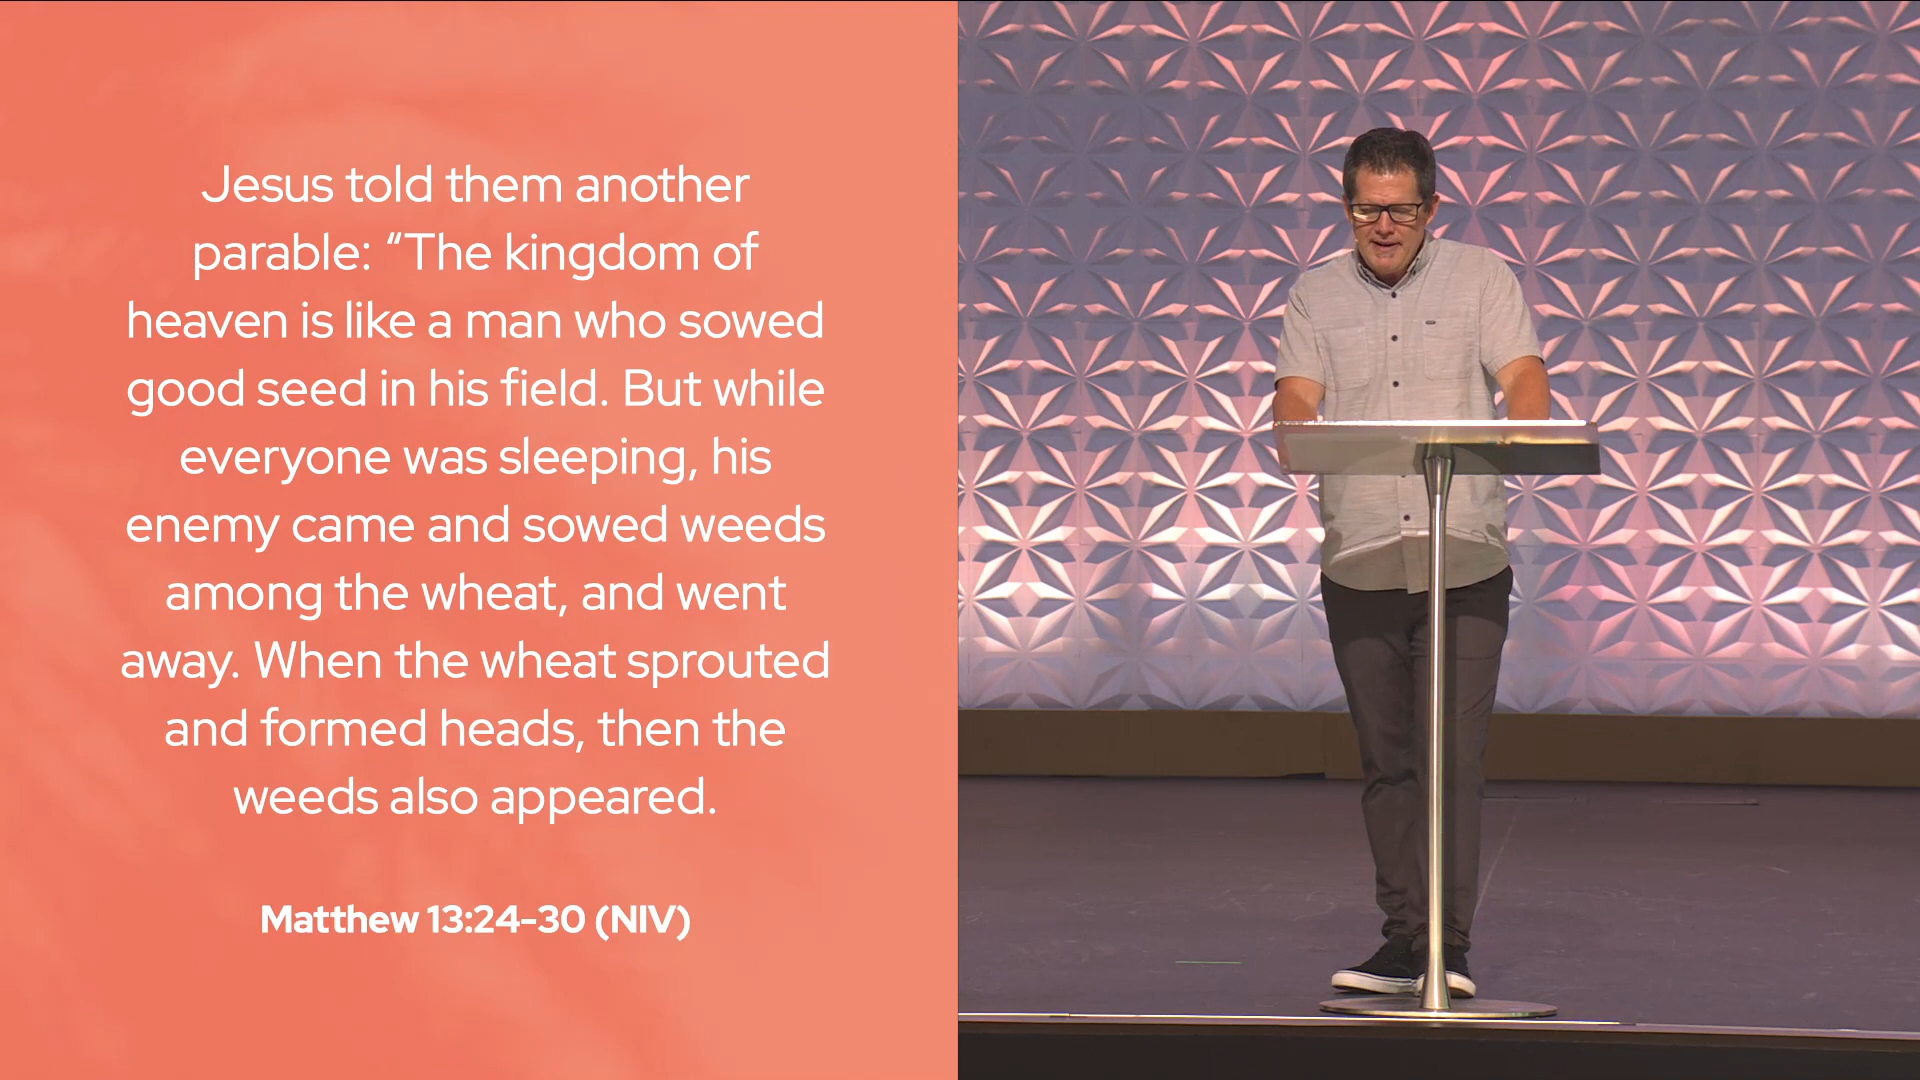 Jesus told them another
parable: “The kingdom of
heaven is like a man who sowed
good seed in his field. But while
everyone was sleeping, his
enemy came and sowed weeds
among the wheat, and went
away. When the wheat sprouted
and formed heads, then the
weeds also appeared.
Matthew 13:24-30 (NIV)